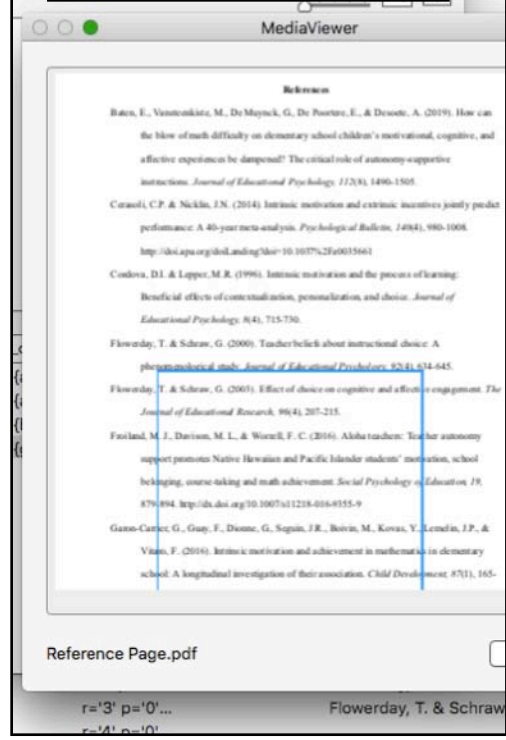 MediaViewer
References
Baten, E., Vansteenkiste, M., De Muynck, G., De Poortere, E., & Desoete, A. (2019). How can
the blow of math difficulty on elementary school children's motivational, cognitive, and
affective experiences be dampened? The critical role of autonomy-supportive
instructions. Journal of Educational Psychology, 112(8), 1490-1505.
Cerasoli, C.P. & Nicklin, J.N. (2014). Intrinsic motivation and extrinsic incentives jointly predict
performance: A 40-year meta-analysis. Psychological Bulletin, 140(4), 980-1008.
http://doi.apa.org/doiLanding?doi=10.1037%2Fa0035661
Cordova, D.I. & Lepper, M.R. (1996). Intrinsic motivation and the process of learning:
Beneficial effects of contextualization, personalization, and choice. Journal of
Educational Psychology, 8(4), 715-730.
Flowerday, T. & Schraw, G. (2000). Teacher beliefs about instructional choice: A
phenomenological study. Journal of Educational Psychology, 92(4), 634-645.
Flowerday, T. & Schraw, G. (2003). Effect of choice on cognitive and affective engagement. The
Journal of Educational Research, 96(4), 207-215.
Froiland, M. J., Davison, M. L., & Worrell, F. C. (2016). Aloha teachers: Teacher autonomy
support promotes Native Hawaiian and Pacific Islander students' motivation, school
belonging, course-taking and math achievement. Social Psychology of Education, 19,
879-894. http://dx.doi.org/10.1007/s11218-016-9355-9
Garon-Carrier, G., Guay, F., Dionne, G., Seguin, J.R., Boivin, M., Kovas, Y., Lemelin, J.P., &
Vitaro, F. (2016). Intrinsic motivation and achievement in mathematics in elementary
school: A longitudinal investigation of their association. Child Development, 87(1), 165-
Reference Page.pdf
r='3' p='0'... Flowerday, T. & Schraw
r='4' p='0'